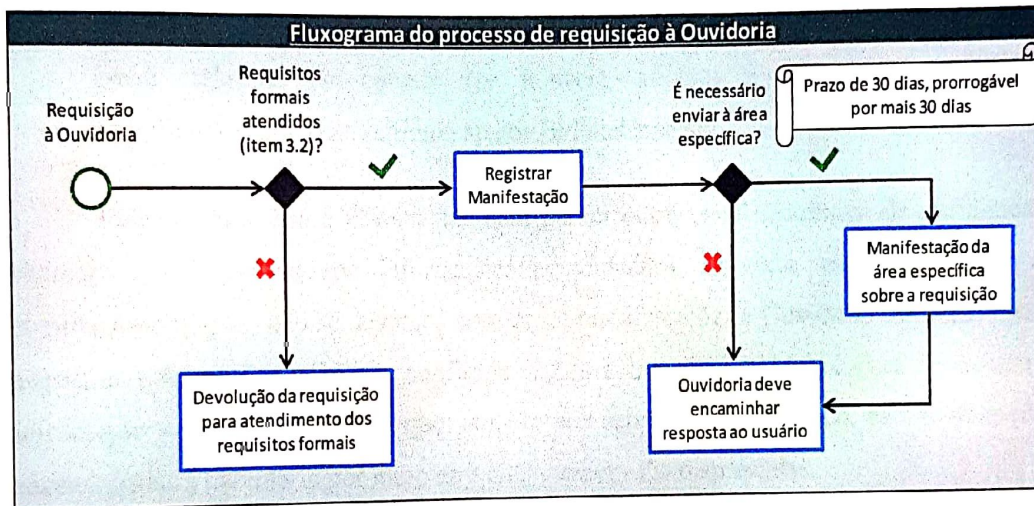 Fluxograma do processo de requisição à Ouvidoria
Requisição
à Ouvidoria
Requisitos
formais
atendidos
(item 3.2)?
Registrar
Manifestação
É necessário
enviar à área
específica?
Prazo de 30 dias, prorrogável
por mais 30 dias
Manifestação da
área específica
sobre a requisição
Devolução da requisição
para atendimento dos
requisitos formais
Ouvidoria deve
encaminhar
resposta ao usuário